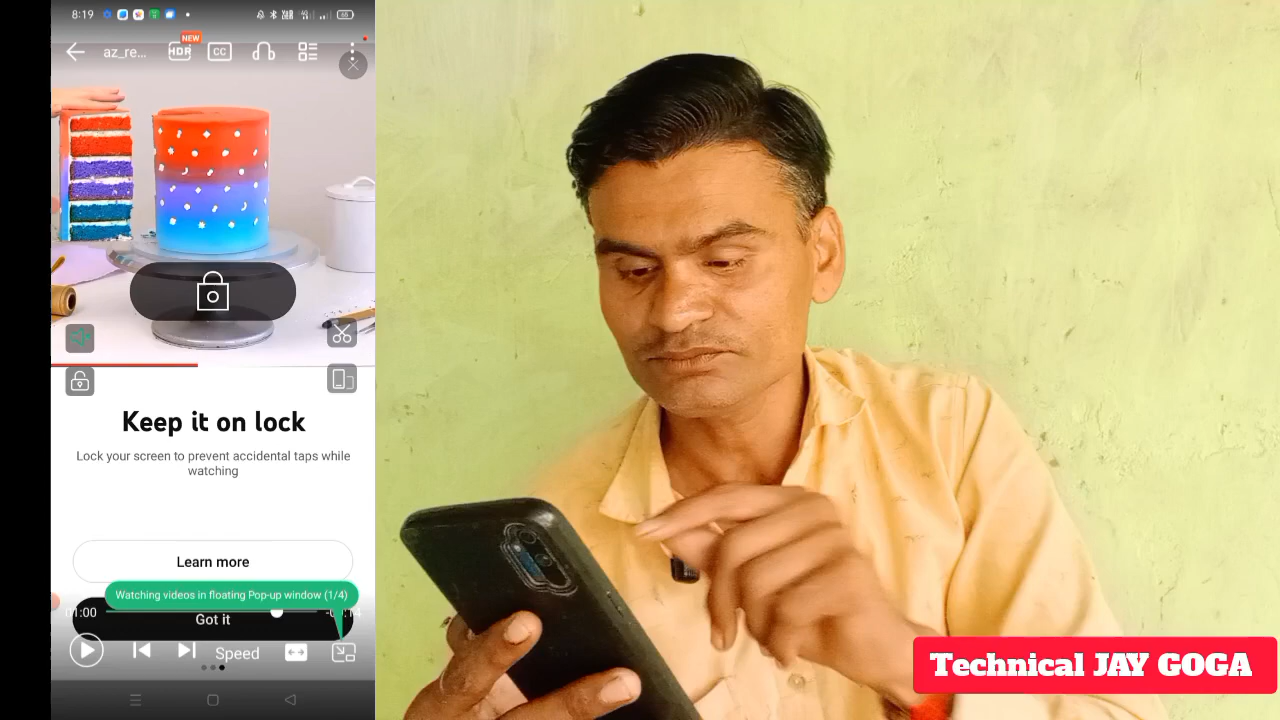 8:19
68
NEW
az_re...
HDR
CC
Keep it on lock
Lock your screen to prevent accidental taps while
watching
Learn more
Watching videos in floating Pop-up window (1/4)
Got it
Speed
Technical JAY GOGA